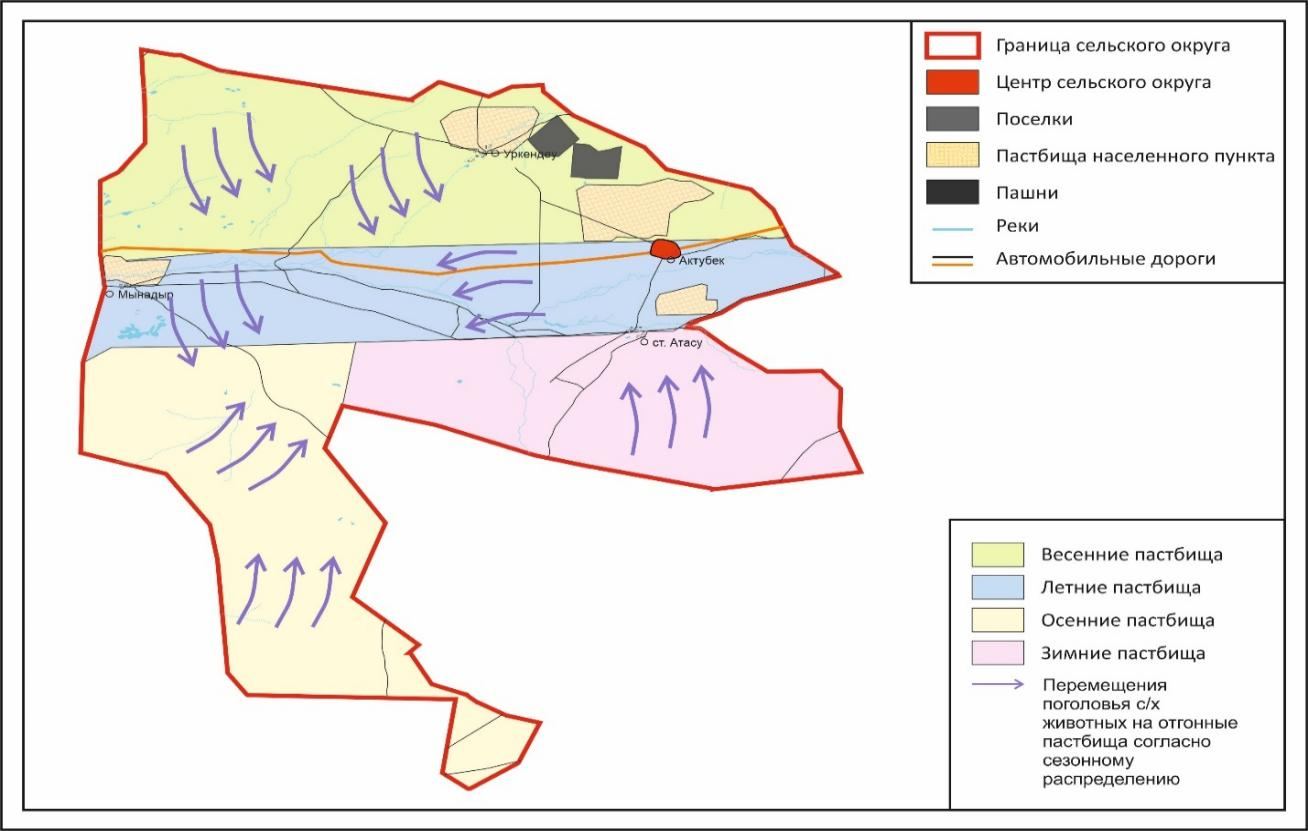 Граница сельского округа
Центр сельского округа
Поселки
Пастбища населенного пункта
Пашни
Реки
Автомобильные дороги
Уркендеу
Актубек
Мынадыр
ст. Атасу
Весенние пастбища
Летние пастбища
Осенние пастбища
Зимние пастбища
Перемещения
поголовья с/х
животных на отгонные
пастбища согласно
сезонному
распределению